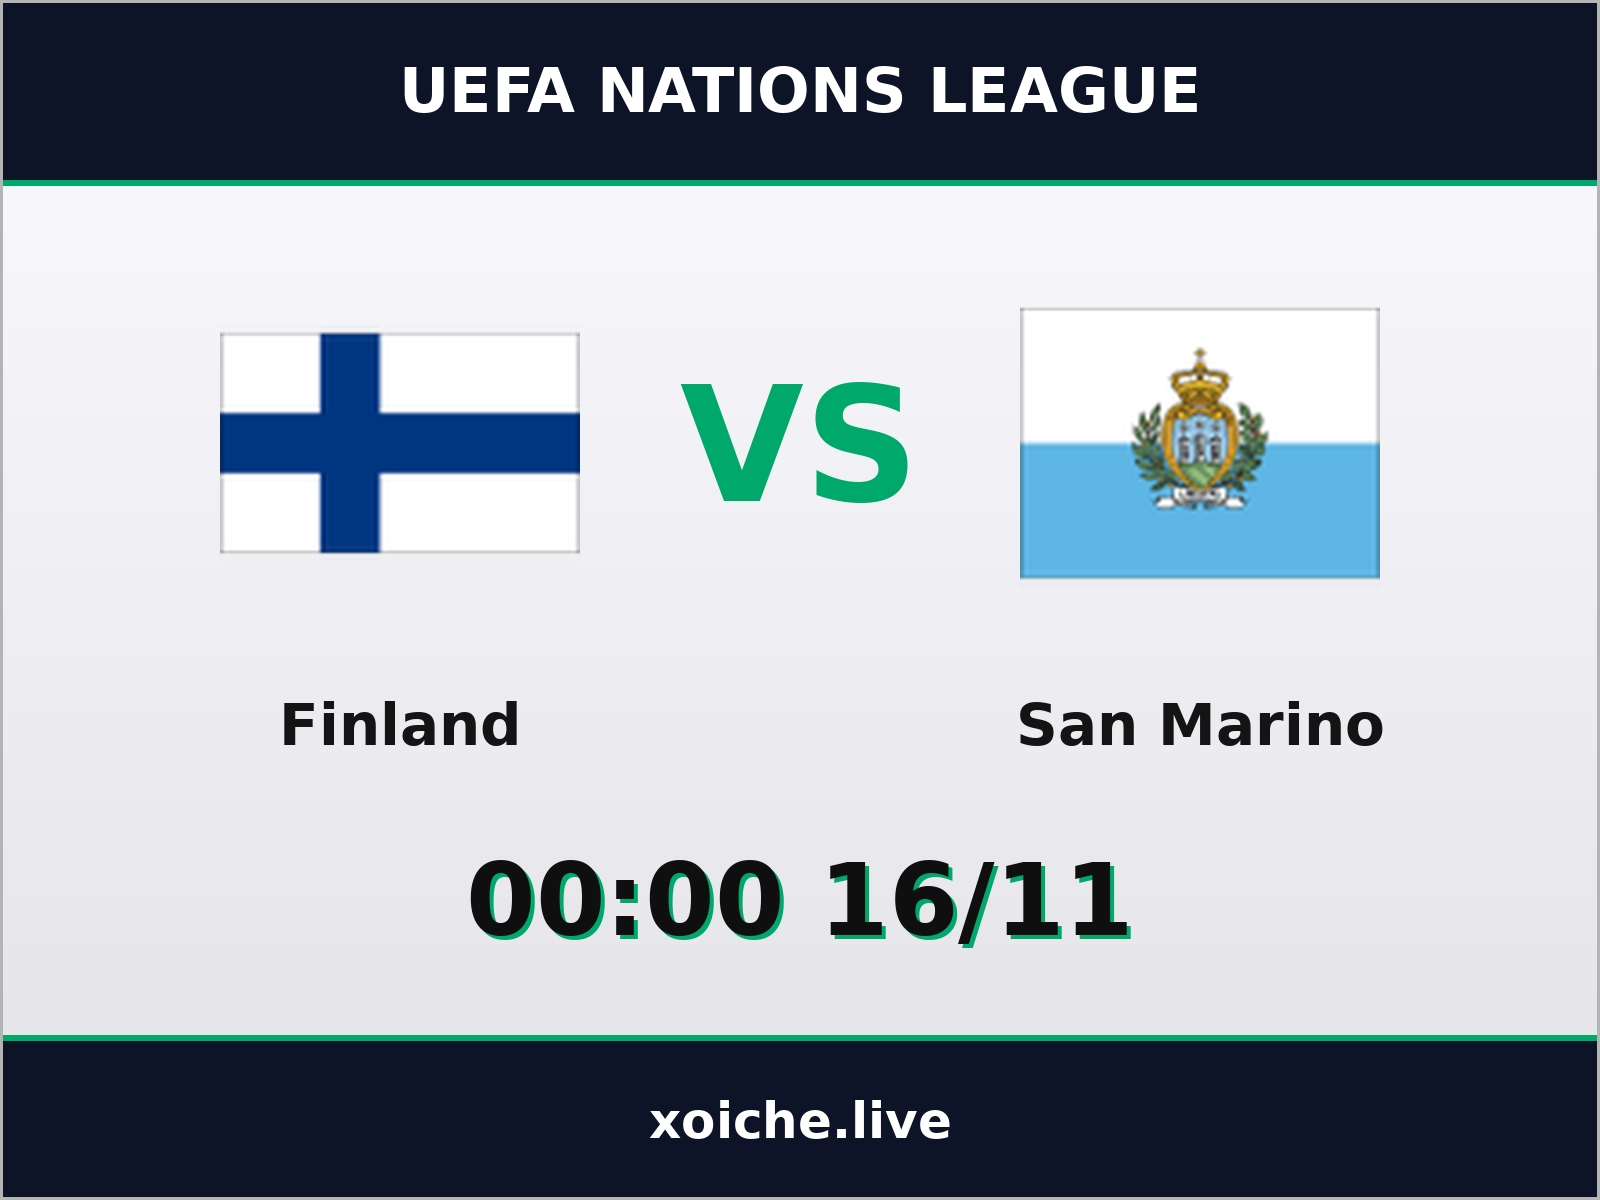 UEFA NATIONS LEAGUE
VS
Finland
San Marino
00:00 16/11
xoiche.live